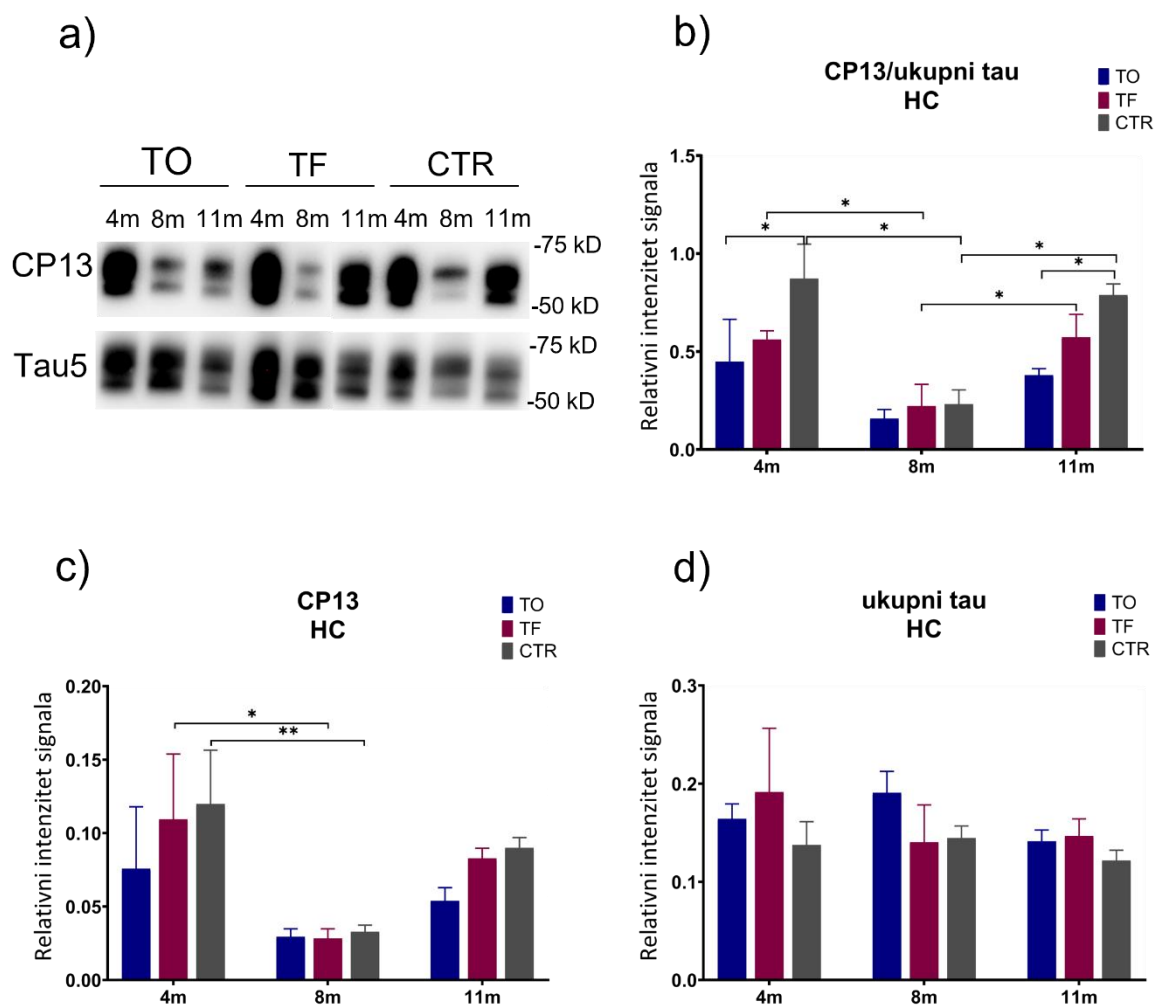 a)
TO TF CTR
4m 8m 11m 4m 8m 11m 4m 8m 11m
CP13
-75 kD
-50 kD
Tau5
-75 kD
-50 kD
b)
CP13/ukupni tau
HC
TO
TF
CTR
Relativni intenzitet signala
1.5
1.0
0.5
0.0
* * * * * *
4m 8m 11m
c)
CP13
HC
TO
TF
CTR
Relativni intenzitet signala
0.20
0.15
0.10
0.05
0.00
*
**
4m 8m 11m
d)
ukupni tau
HC
TO
TF
CTR
Relativni intenzitet signala
0.3
0.2
0.1
0.0
4m 8m 11m